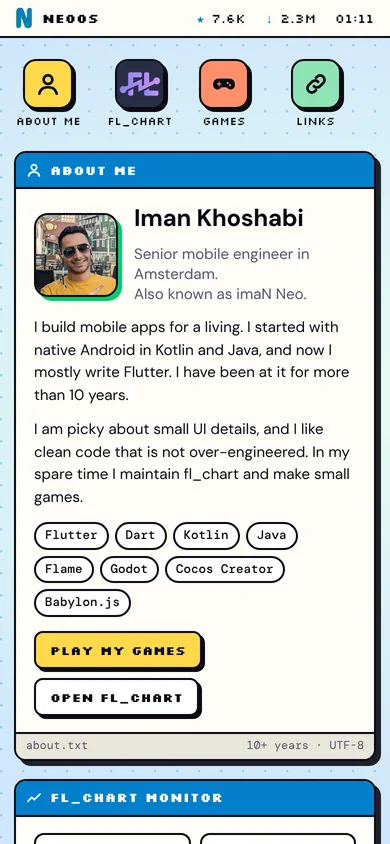 NEOOS ★ 7.6K ↓ 2.3M 01:11
ABOUT ME FL_CHART GAMES LINKS
ABOUT ME
Iman Khoshabi
Senior mobile engineer in
Amsterdam.
Also known as imaN Neo.
I build mobile apps for a living. I started with
native Android in Kotlin and Java, and now I
mostly write Flutter. I have been at it for more
than 10 years.
I am picky about small UI details, and I like
clean code that is not over-engineered. In my
spare time I maintain fl_chart and make small
games.
Flutter Dart Kotlin Java
Flame Godot Cocos Creator
Babylon.js
PLAY MY GAMES
OPEN FL_CHART
about.txt 10+ years · UTF-8
FL_CHART MONITOR